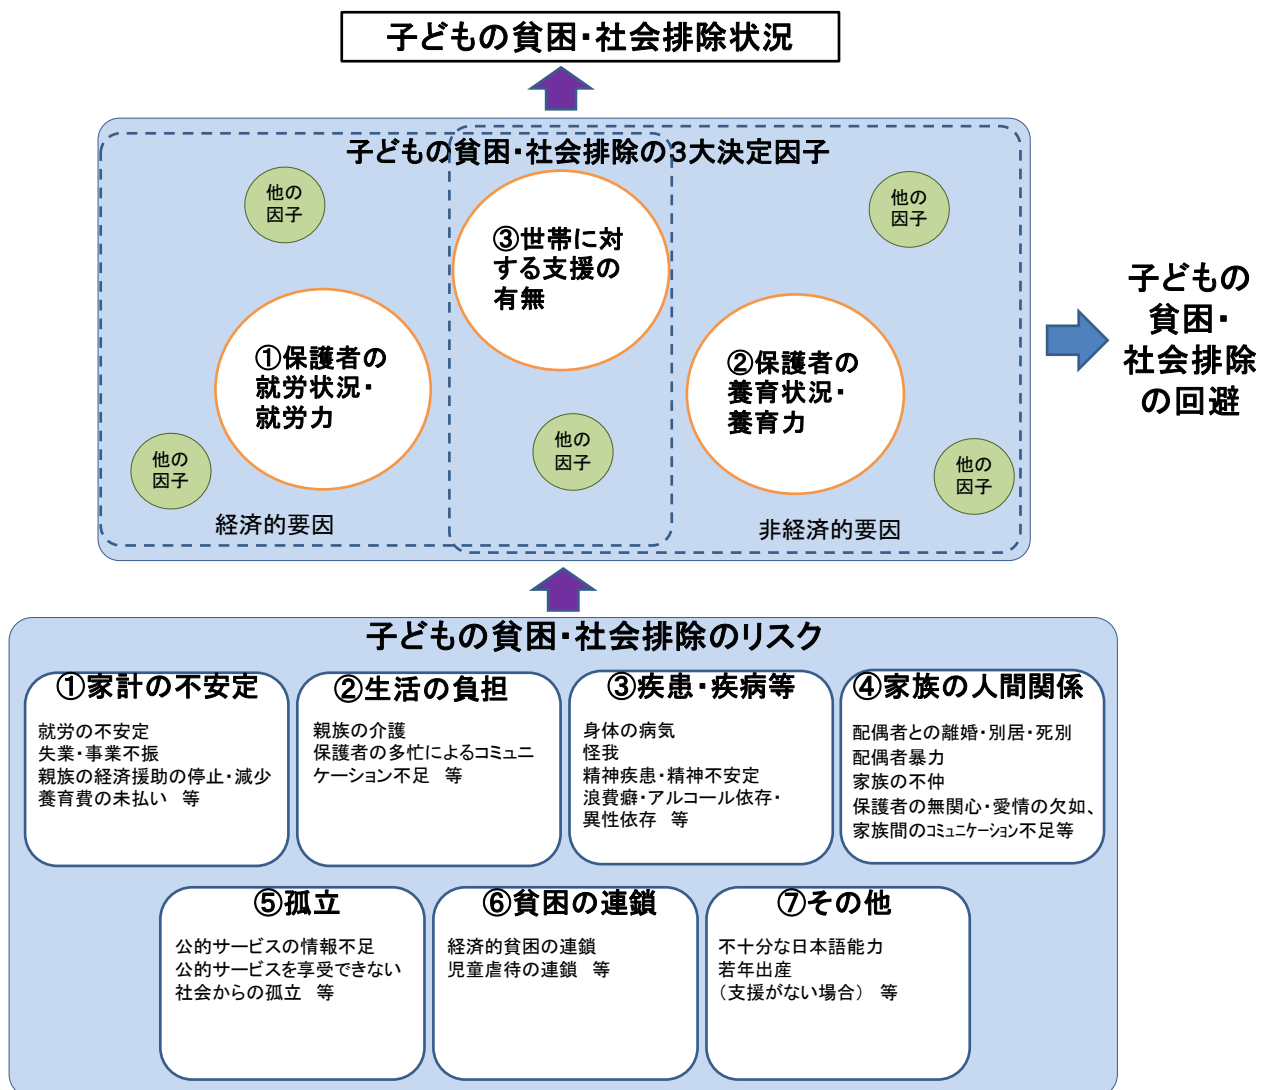 子どもの貧困・社会排除状況
子どもの貧困・社会排除の3大決定因子
他の
因子
他の
因子
③世帯に対
する支援の
有無
①保護者の
就労状況・
就労力
②保護者の
養育状況・
養育力
他の
因子
他の
因子
他の
因子
経済的要因
非経済的要因
子どもの
貧困・
社会排除
の回避
子どもの貧困・社会排除のリスク
①家計の不安定
就労の不安定
失業・事業不振
親族の経済援助の停止・減少
養育費の未払い 等
②生活の負担
親族の介護
保護者の多忙によるコミュニ
ケーション不足 等
③疾患・疾病等
身体の病気
怪我
精神疾患・精神不安定
浪費癖・アルコール依存・
異性依存 等
④家族の人間関係
配偶者との離婚・別居・死別
配偶者暴力
家族の不仲
保護者の無関心・愛情の欠如、
家族間のコミュニケーション不足等
⑤孤立
公的サービスの情報不足
公的サービスを享受できない
社会からの孤立 等
⑥貧困の連鎖
経済的貧困の連鎖
児童虐待の連鎖 等
⑦その他
不十分な日本語能力
若年出産
（支援がない場合） 等